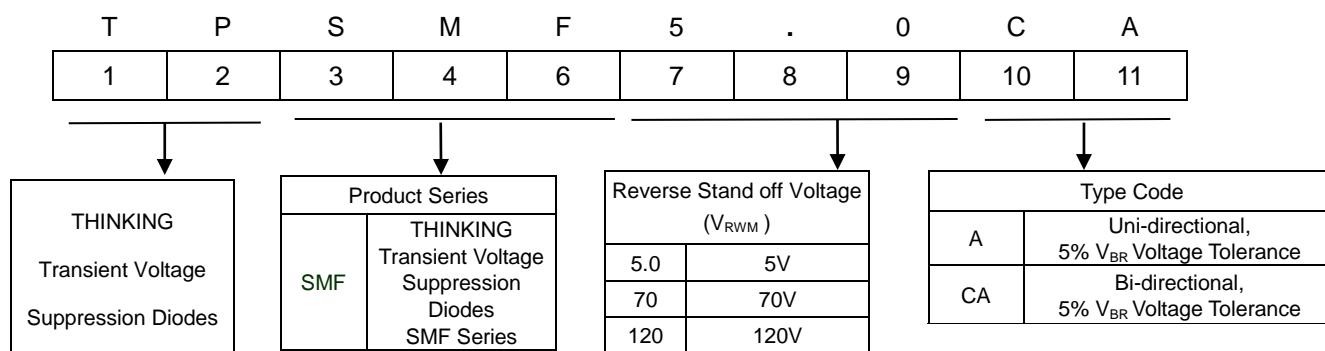 T P S M F 5 . 0 C A
1 2 3 4 6 7 8 9 10 11
THINKING
Transient Voltage
Suppression Diodes
Product Series
SMF
THINKING
Transient Voltage
Suppression
Diodes
SMF Series
Reverse Stand off Voltage
(VRWM )
5.0 5V
70 70V
120 120V
Type Code
A
Uni-directional,
5% VBR Voltage Tolerance
CA
Bi-directional,
5% VBR Voltage Tolerance